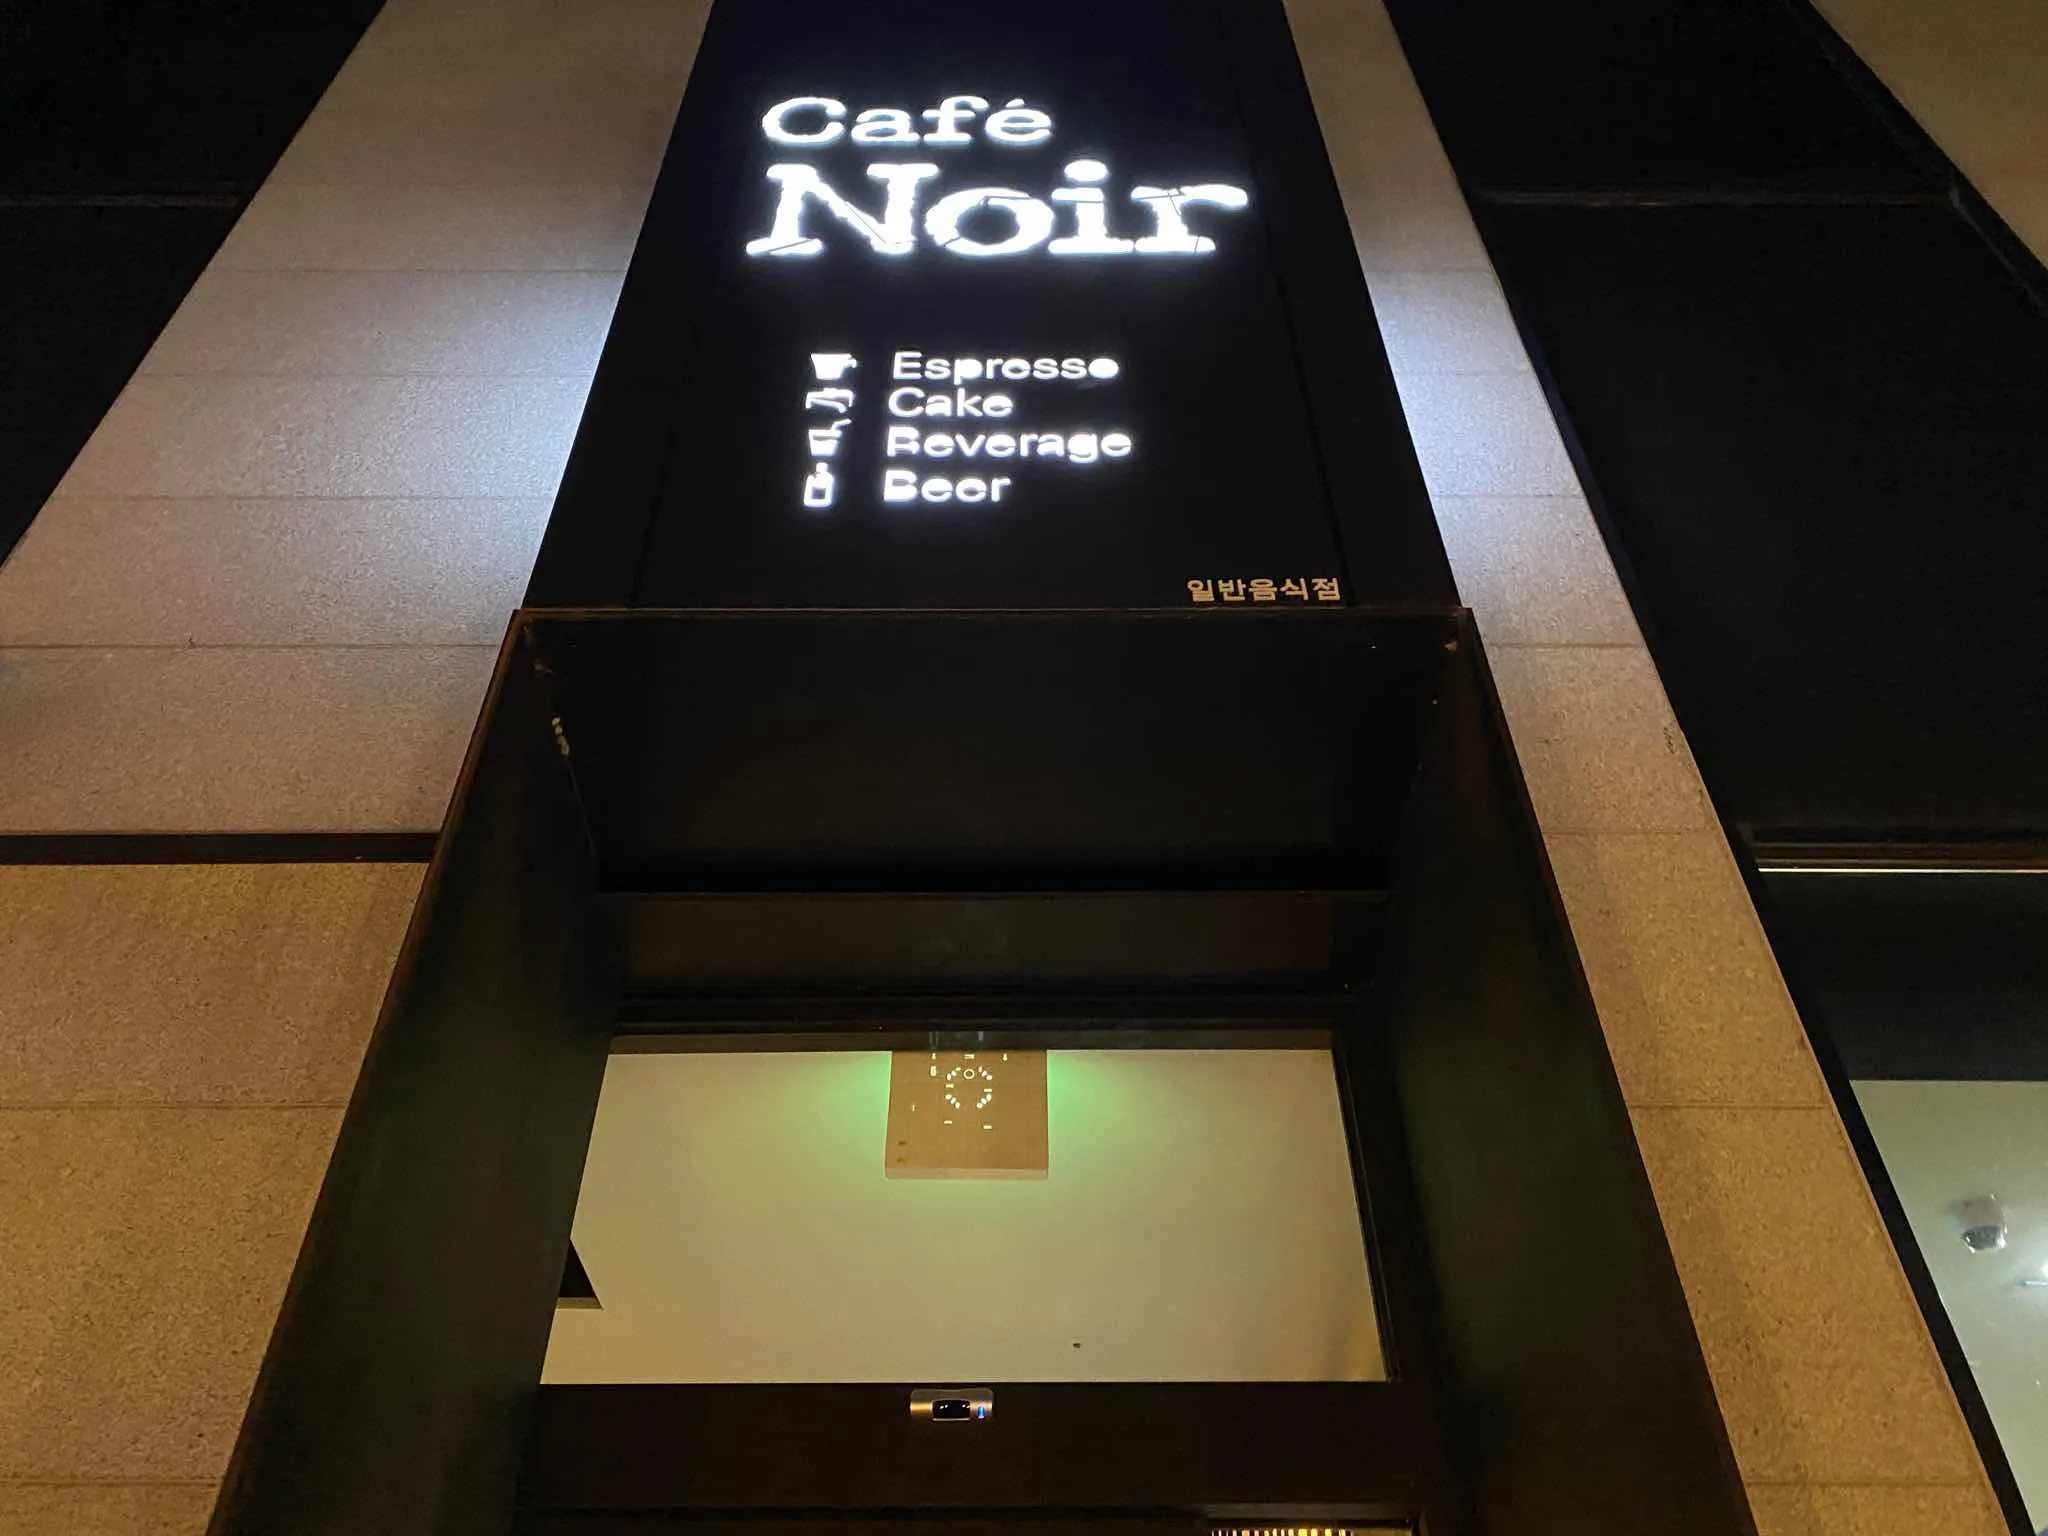 Café
Noir
Espresso
Cake
Beverage
Beer
일반음식점